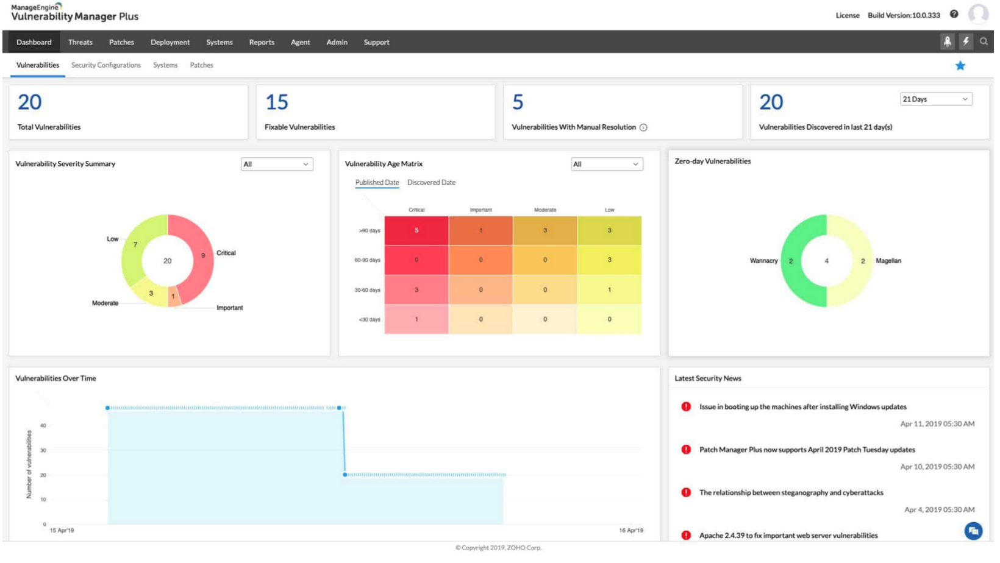 ManageEngine
Vulnerability Manager Plus
License Build Version:10.0.333 ?
Dashboard Threats Patches Deployment Systems Reports Agent Admin Support
Vulnerabilities Security Configurations Systems Patches
20
Total Vulnerabilities
15
Fixable Vulnerabilities
5
Vulnerabilities With Manual Resolution
20
21 Days
Vulnerabilities Discovered in last 21 day(s)
Vulnerability Severity Summary
All
Low
7
20
9
Critical
3
1
Moderate
Important
Vulnerability Age Matrix
All
Published Date Discovered Date
Critical Important Moderate Low
>90 days 5 1 3 3
60-90 days 0 0 0 3
30-60 days 3 0 0 1
<30 days 1 0 0 0
Zero-day Vulnerabilities
Wannacry 2 4 2 Magellan
Vulnerabilities Over Time
Number of vulnerabilities
40
30
20
10
0
15 Apr'19 16 Apr'19
Latest Security News
Issue in booting up the machines after installing Windows updates
Apr 11, 2019 05:30 AM
Patch Manager Plus now supports April 2019 Patch Tuesday updates
Apr 10, 2019 05:30 AM
The relationship between steganography and cyberattacks
Apr 4, 2019 05:30 AM
Apache 2.4.39 to fix important web server vulnerabilities
© Copyright 2019, ZOHO Corp.